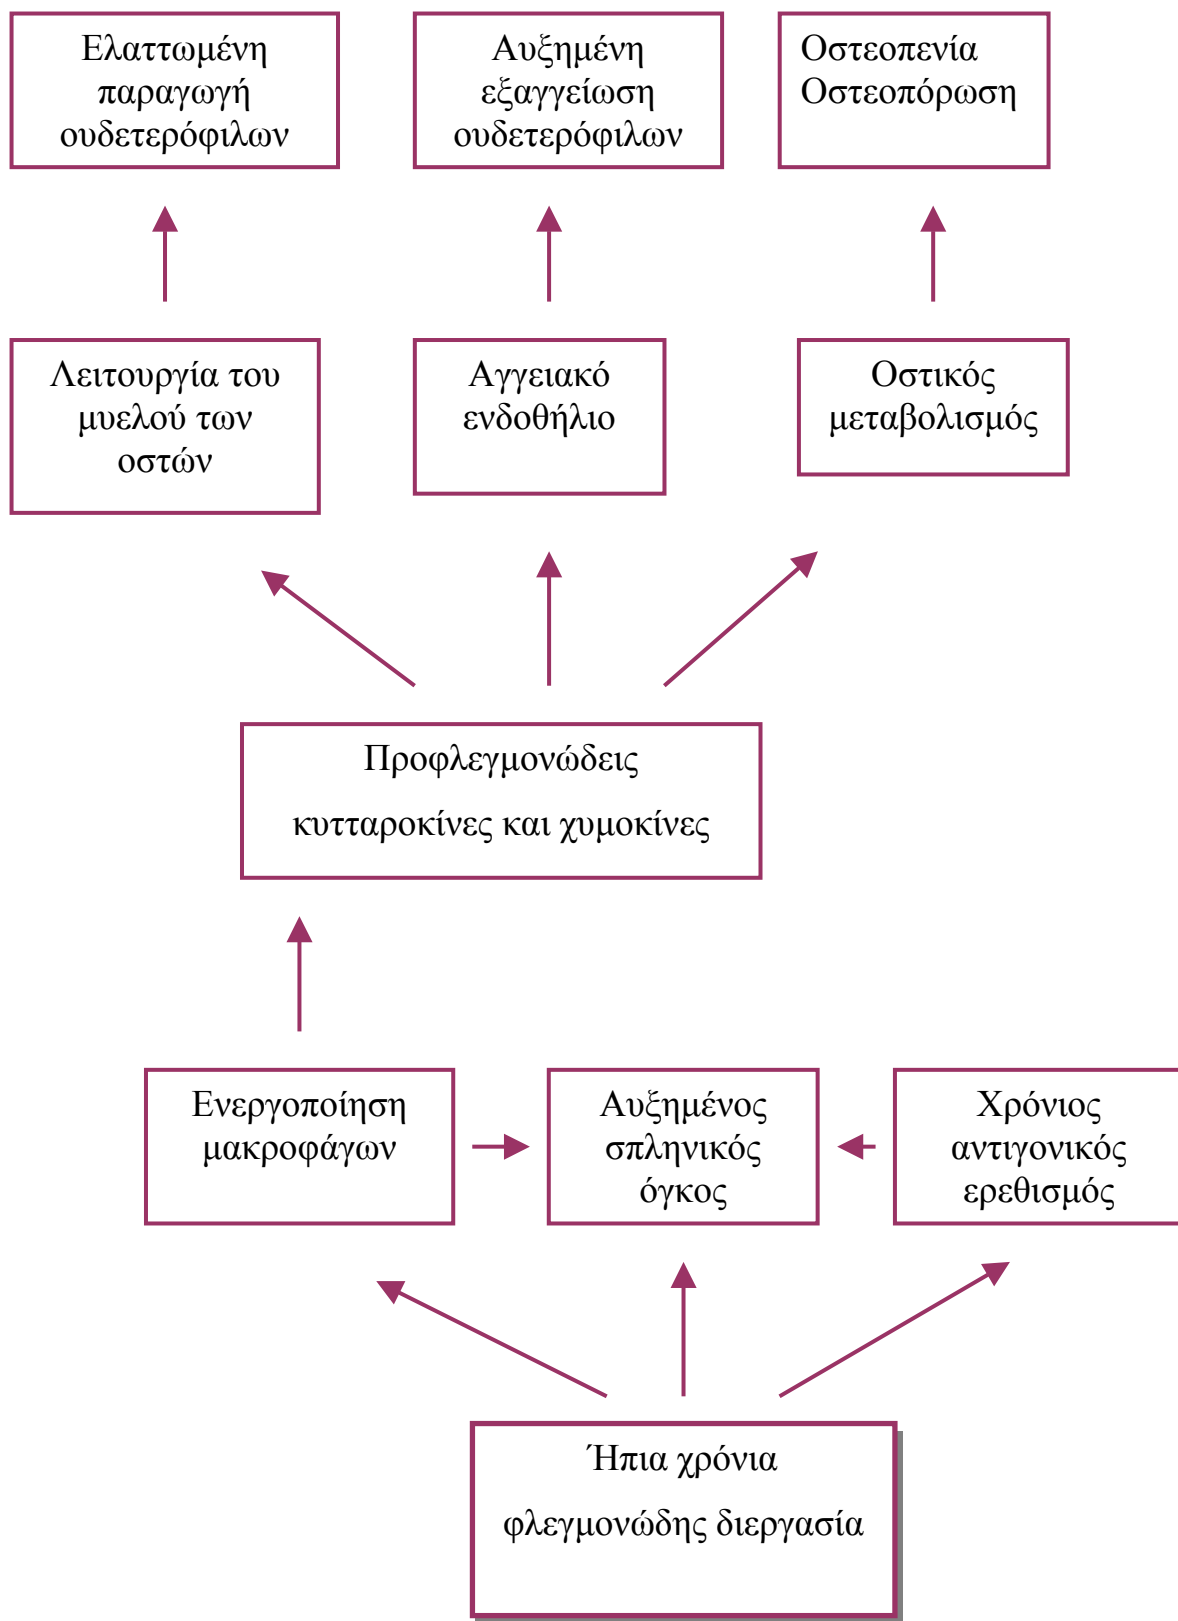 Ελαττωμένη
παραγωγή
ουδετερόφιλων
Αυξημένη
εξαγγείωση
ουδετερόφιλων
Οστεοπενία
Οστεοπόρωση
Λειτουργία του
μυελού των
οστών
Αγγειακό
ενδοθήλιο
Οστικός
μεταβολισμός
Προφλεγμονώδεις
κυτταροκίνες και χυμοκίνες
Ενεργοποίηση
μακροφάγων
Αυξημένος
σπληνικός
όγκος
Χρόνιος
αντιγονικός
ερεθισμός
Ήπια χρόνια
φλεγμονώδης διεργασία